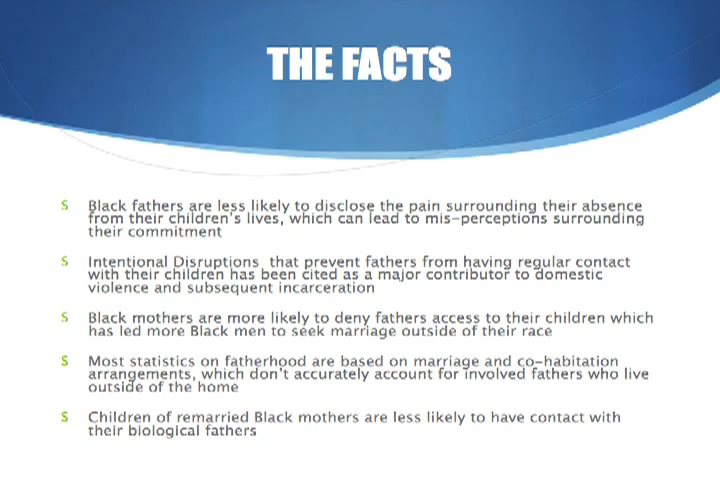 THE FACTS
S Black fathers are less likely to disclose the pain surrounding their absence
from their children's lives, which can lead to mis-perceptions surrounding
their commitment
S Intentional Disruptions that prevent fathers from having regular contact
with their children has been cited as a major contributor to domestic
violence and subsequent incarceration
S Black mothers are more likely to deny fathers access to their children which
has led more Black men to seek marriage outside of their race
S Most statistics on fatherhood are based on marriage and co-habitation
arrangements, which don't accurately account for involved fathers who live
outside of the home
S Children of remarried Black mothers are less likely to have contact with
their biological fathers